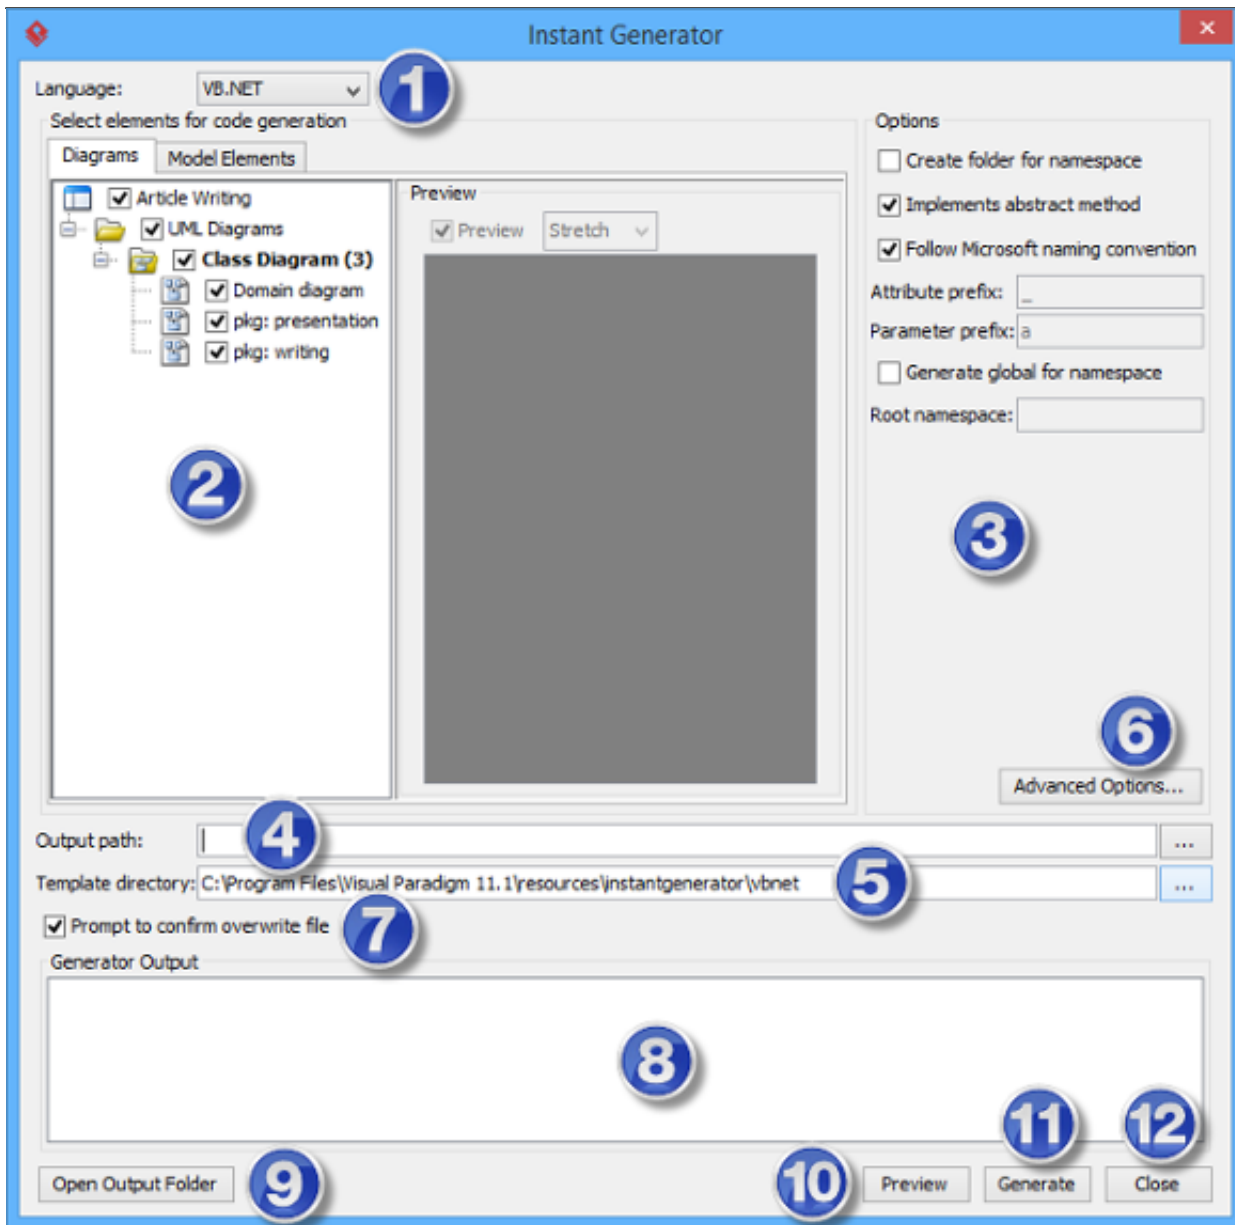 Instant Generator
Language: VB.NET 1
Select elements for code generation
Diagrams Model Elements
Article Writing
UML Diagrams
Class Diagram (3)
Domain diagram
pkg: presentation
pkg: writing
2
Preview
Preview Stretch
Options
Create folder for namespace
Implements abstract method
Follow Microsoft naming convention
Attribute prefix: _
Parameter prefix: a
Generate global for namespace
Root namespace:
3
6
Advanced Options...
Output path: 4 ...
Template directory: C:\Program Files\Visual Paradigm 11.1\resources\instantgenerator\vbnet 5 ...
Prompt to confirm overwrite file 7
Generator Output
8
11 12
Open Output Folder 9 10 Preview Generate Close